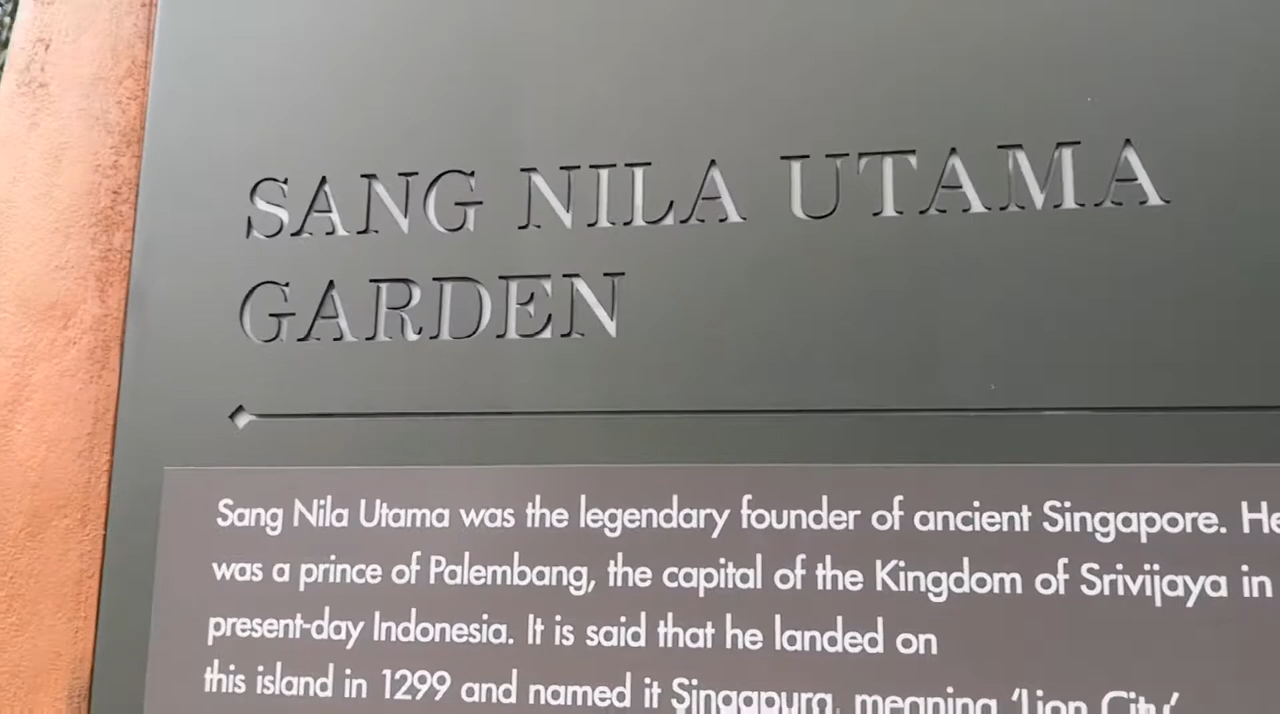 SANG NILA UTAMA
GARDEN
Sang Nila Utama was the legendary founder of ancient Singapore. He
was a prince of Palembang, the capital of the Kingdom of Srivijaya in
present-day Indonesia. It is said that he landed on
this island in 1299 and named it Singapura, meaning ‘Lion City’